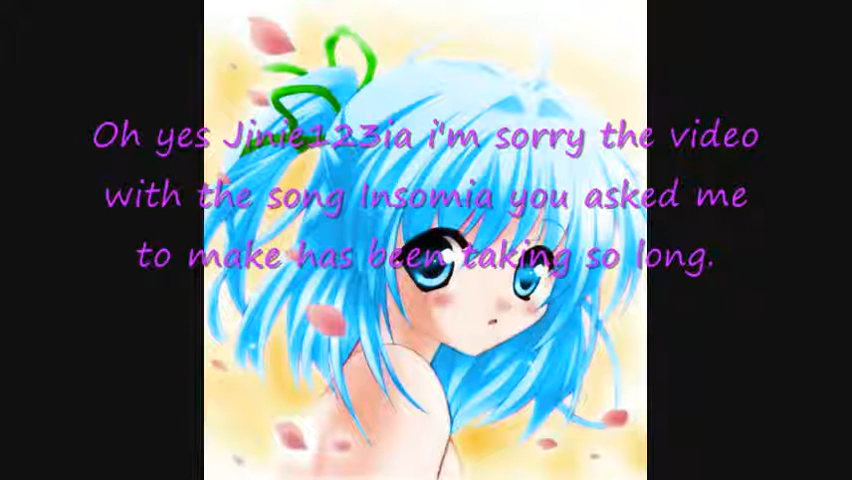 Oh yes Jjnie123ia i'm sorry the video
with the song Insomia you asked me
to make has been taking so long.